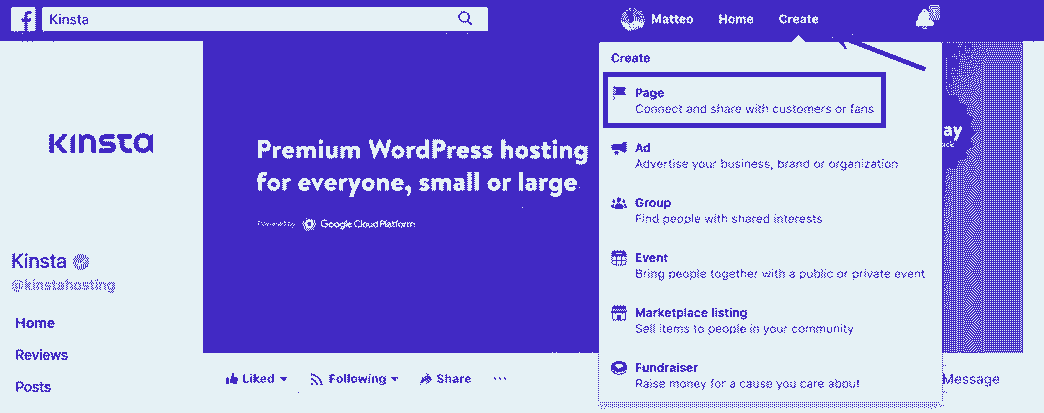 Kinsta
Matteo
Home
Create
Create
Page
Connect and share with customers or fans
Ad
Advertise your business, brand or organization
Group
Find people with shared interests
Event
Bring people together with a public or private event
Marketplace listing
Sell items to people in your community
Fundraiser
Raise money for a cause you care about
KINSTA
Premium WordPress hosting
for everyone, small or large
Powered by Google Cloud Platform
Kinsta
@kinstahosting
Home
Reviews
Posts
Liked
Following
Share
Message